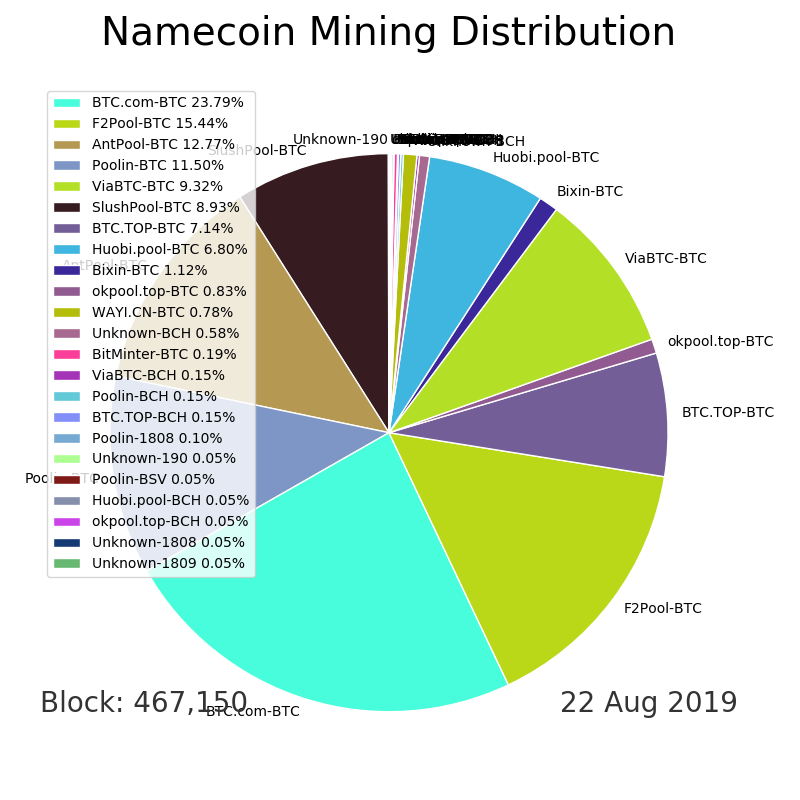 Namecoin Mining Distribution
BTC.com-BTC 23.79%
F2Pool-BTC 15.44%
AntPool-BTC 12.77%
Poolin-BTC 11.50%
ViaBTC-BTC 9.32%
SlushPool-BTC 8.93%
BTC.TOP-BTC 7.14%
Huobi.pool-BTC 6.80%
Bixin-BTC 1.12%
okpool.top-BTC 0.83%
WAYI.CN-BTC 0.78%
Unknown-BCH 0.58%
BitMinter-BTC 0.19%
ViaBTC-BCH 0.15%
Poolin-BCH 0.15%
BTC.TOP-BCH 0.15%
Poolin-1808 0.10%
Unknown-190 0.05%
Poolin-BSV 0.05%
Huobi.pool-BCH 0.05%
okpool.top-BCH 0.05%
Unknown-1808 0.05%
Unknown-1809 0.05%
Unknown-190
SlushPool-BTC
Huobi.pool-BTC
Bixin-BTC
ViaBTC-BTC
AntPool-BTC
okpool.top-BTC
BTC.TOP-BTC
Poolin-BTC
F2Pool-BTC
BTC.com-BTC
Block: 467,150
22 Aug 2019